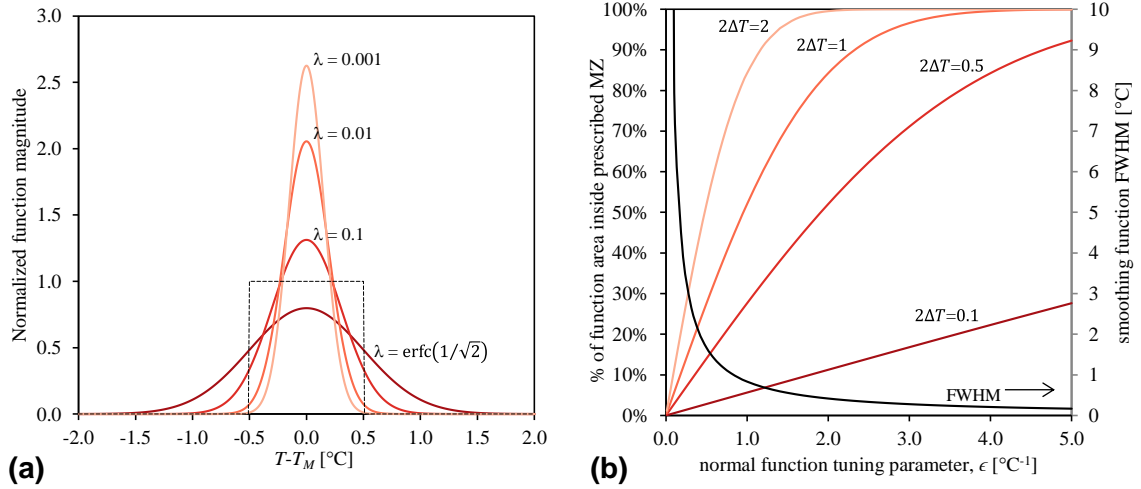 3.0
2.5
2.0
1.5
1.0
0.5
0.0
Normalized function magnitude
λ = 0.001
λ = 0.01
λ = 0.1
λ = erfc(1/√2)
-2.0 -1.5 -1.0 -0.5 0.0 0.5 1.0 1.5 2.0
T-T_M [°C]
(a)
100%
90%
80%
70%
60%
50%
40%
30%
20%
10%
0%
% of function area inside prescribed MZ
2ΔT=2
2ΔT=1
2ΔT=0.5
2ΔT=0.1
FWHM
10
9
8
7
6
5
4
3
2
1
0
smoothing function FWHM [°C]
0.0 1.0 2.0 3.0 4.0 5.0
normal function tuning parameter, ϵ [°C⁻¹]
(b)